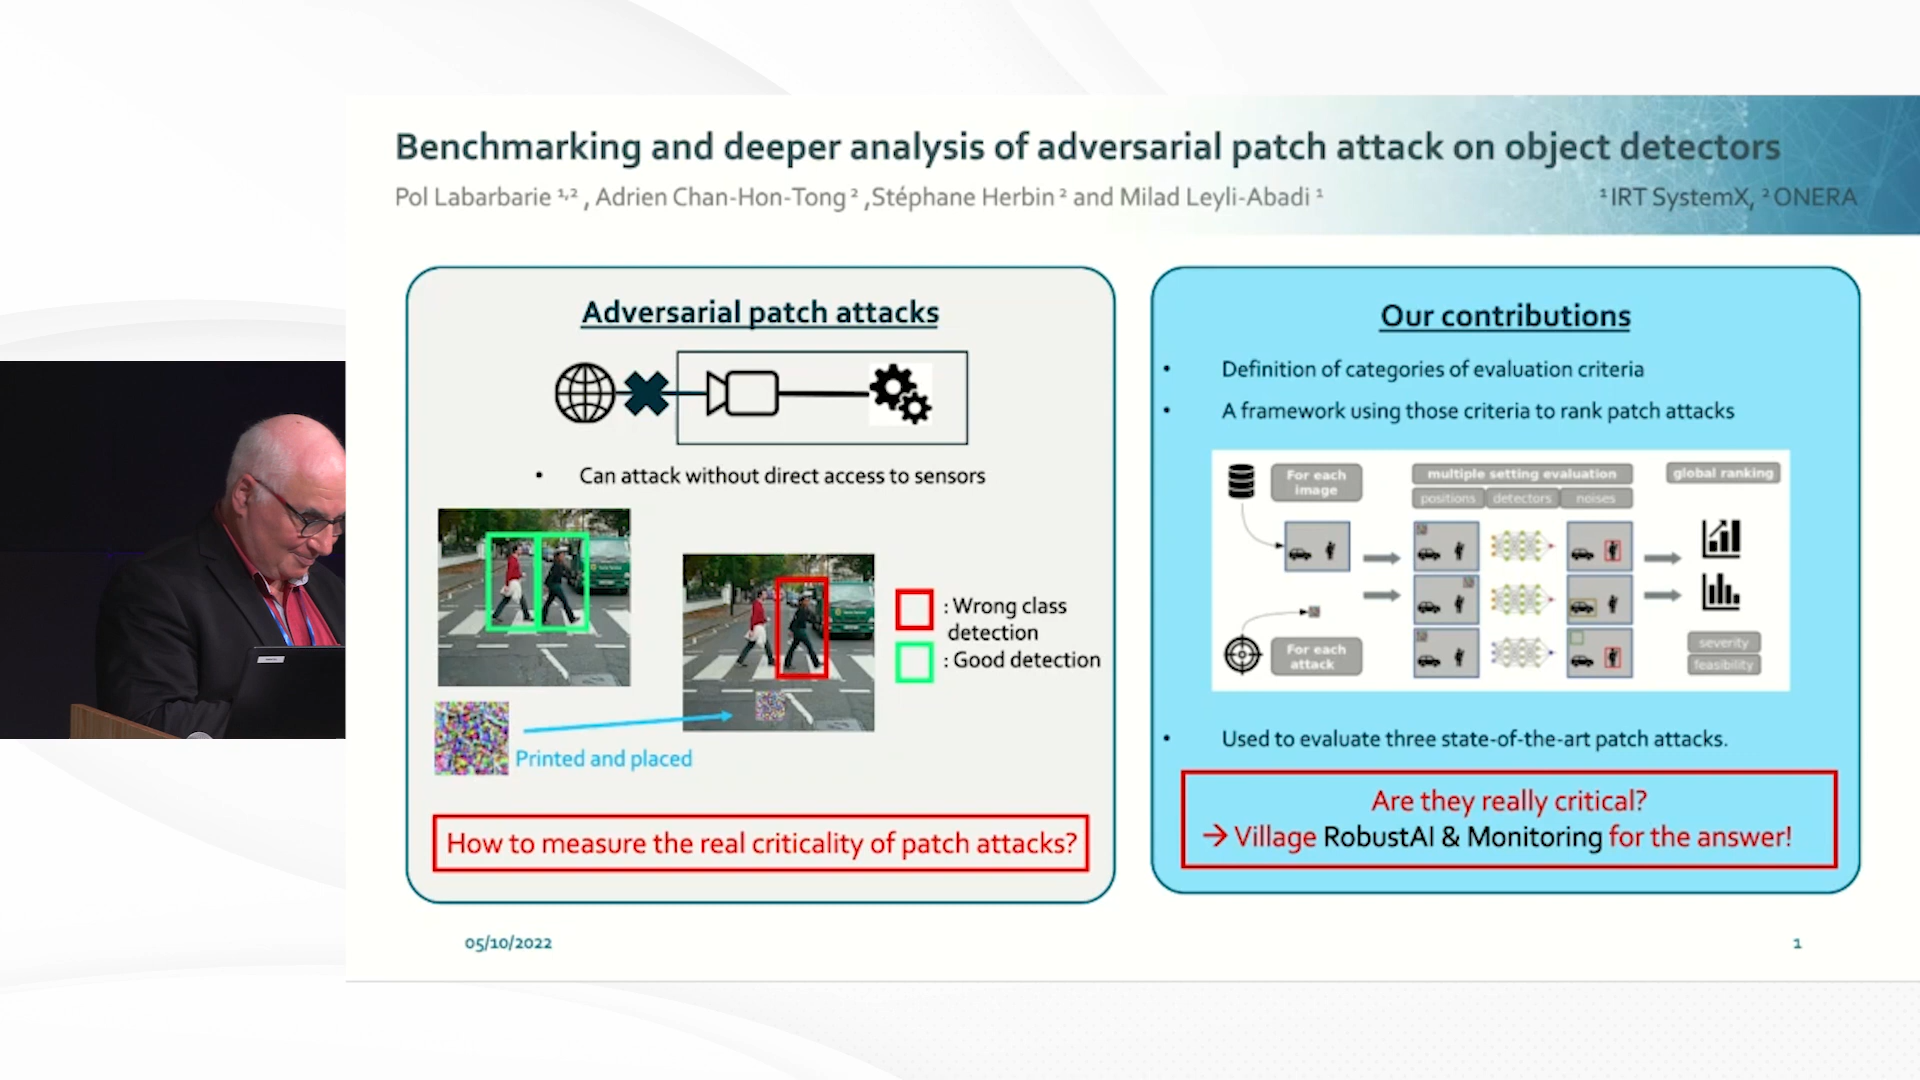 Benchmarking and deeper analysis of adversarial patch attack on object detectors
Pol Labarbarie ¹,² , Adrien Chan-Hon-Tong ² ,Stéphane Herbin ² and Milad Leyli-Abadi ¹
¹ IRT SystemX, ² ONERA
Adversarial patch attacks
• Can attack without direct access to sensors
: Wrong class
detection
: Good detection
Printed and placed
How to measure the real criticality of patch attacks?
Our contributions
• Definition of categories of evaluation criteria
• A framework using those criteria to rank patch attacks
For each
image
multiple setting evaluation
positions detectors noises
global ranking
For each
attack
severity
feasibility
• Used to evaluate three state-of-the-art patch attacks.
Are they really critical?
→ Village RobustAI & Monitoring for the answer!
05/10/2022
1